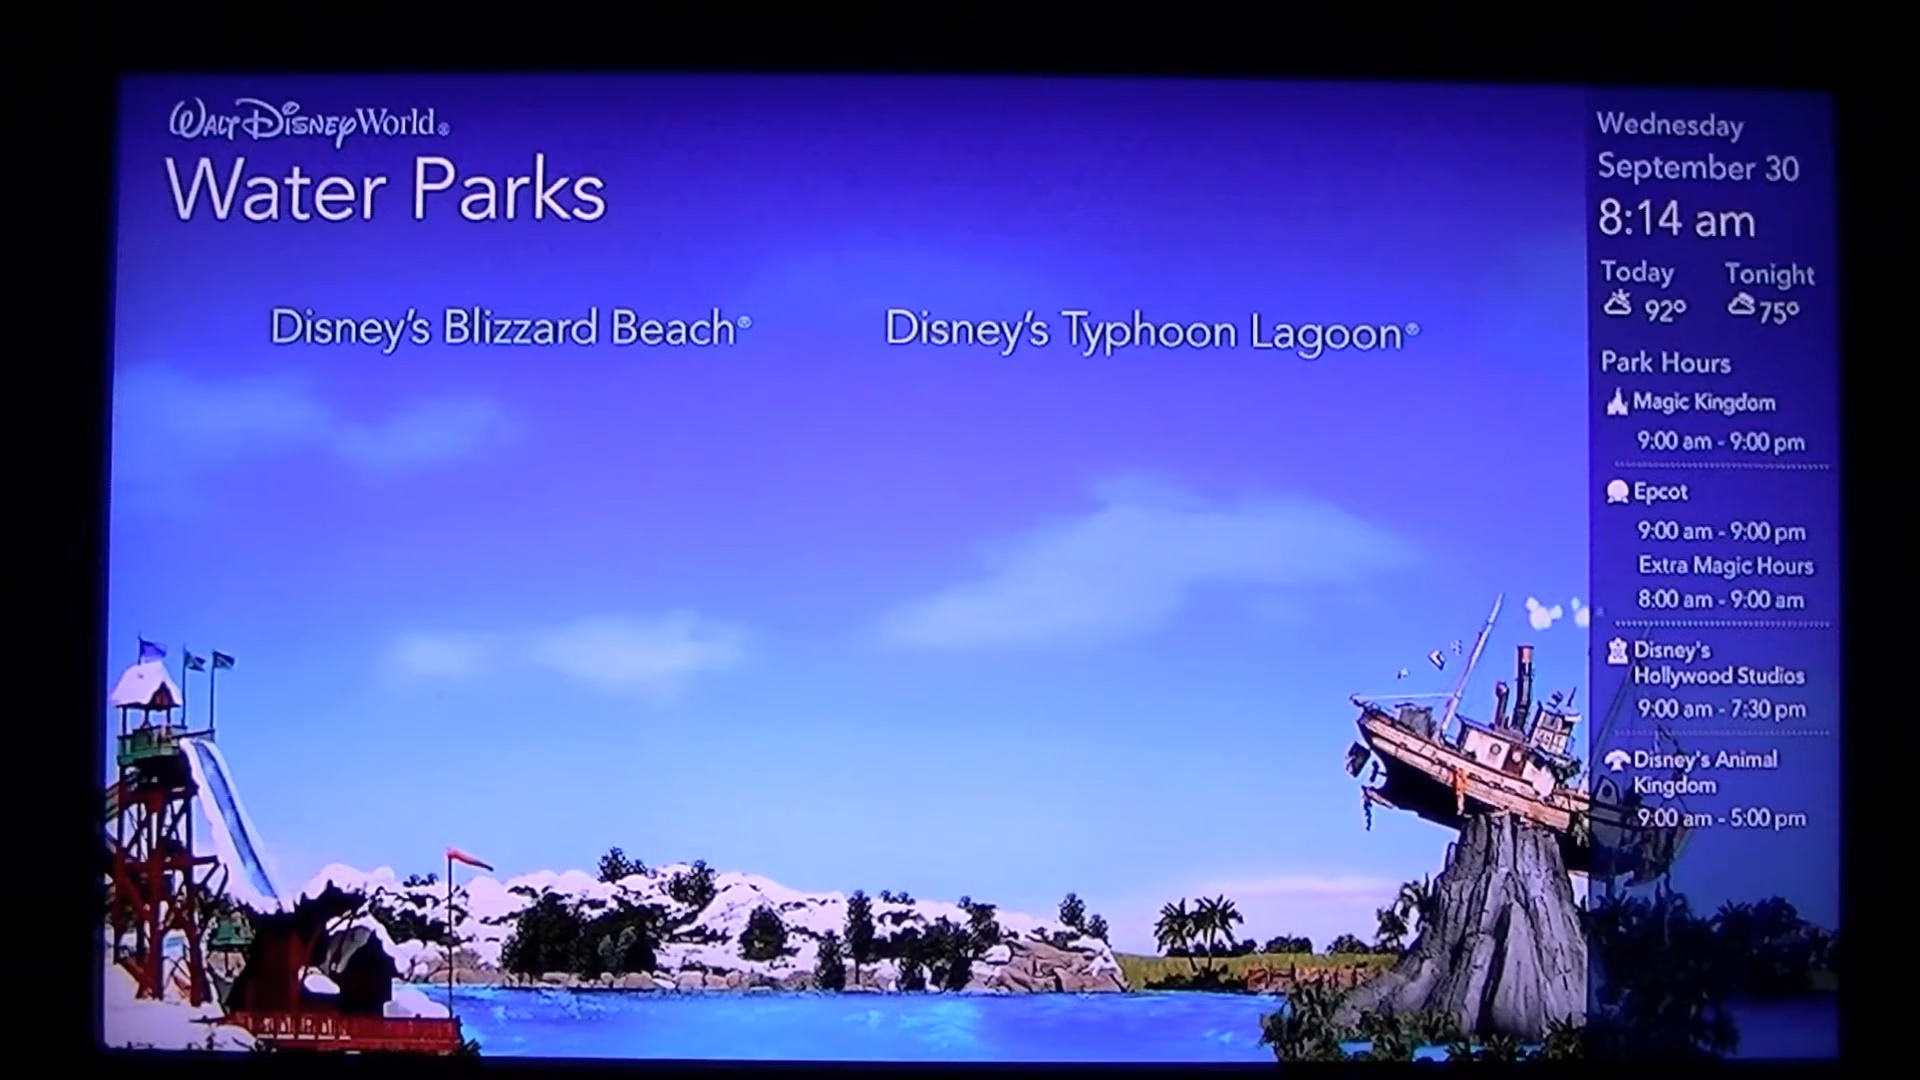 Walt Disney World®
Water Parks
Disney's Blizzard Beach®
Disney's Typhoon Lagoon®
Wednesday
September 30
8:14 am
Today Tonight
92° 75°
Park Hours
Magic Kingdom
9:00 am - 9:00 pm
Epcot
9:00 am - 9:00 pm
Extra Magic Hours
8:00 am - 9:00 am
Disney's
Hollywood Studios
9:00 am - 7:30 pm
Disney's Animal
Kingdom
9:00 am - 5:00 pm